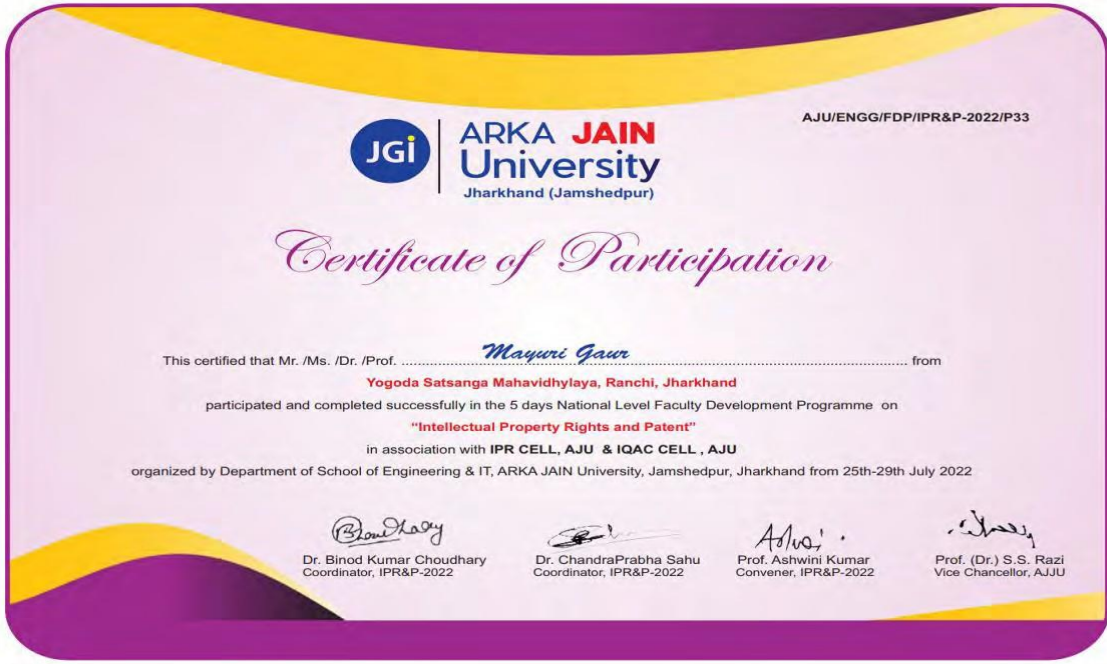 AJU/ENGG/FDP/IPR&P-2022/P33
JGi
ARKA JAIN
University
Jharkhand (Jamshedpur)
Certificate of Participation
This certified that Mr. /Ms. /Dr. /Prof. Mayuri Gaur from
Yogoda Satsanga Mahavidhylaya, Ranchi, Jharkhand
participated and completed successfully in the 5 days National Level Faculty Development Programme on
“Intellectual Property Rights and Patent”
in association with IPR CELL, AJU & IQAC CELL , AJU
organized by Department of School of Engineering & IT, ARKA JAIN University, Jamshedpur, Jharkhand from 25th-29th July 2022
Dr. Binod Kumar Choudhary
Coordinator, IPR&P-2022
Dr. ChandraPrabha Sahu
Coordinator, IPR&P-2022
Prof. Ashwini Kumar
Convener, IPR&P-2022
Prof. (Dr.) S.S. Razi
Vice Chancellor, AJJU